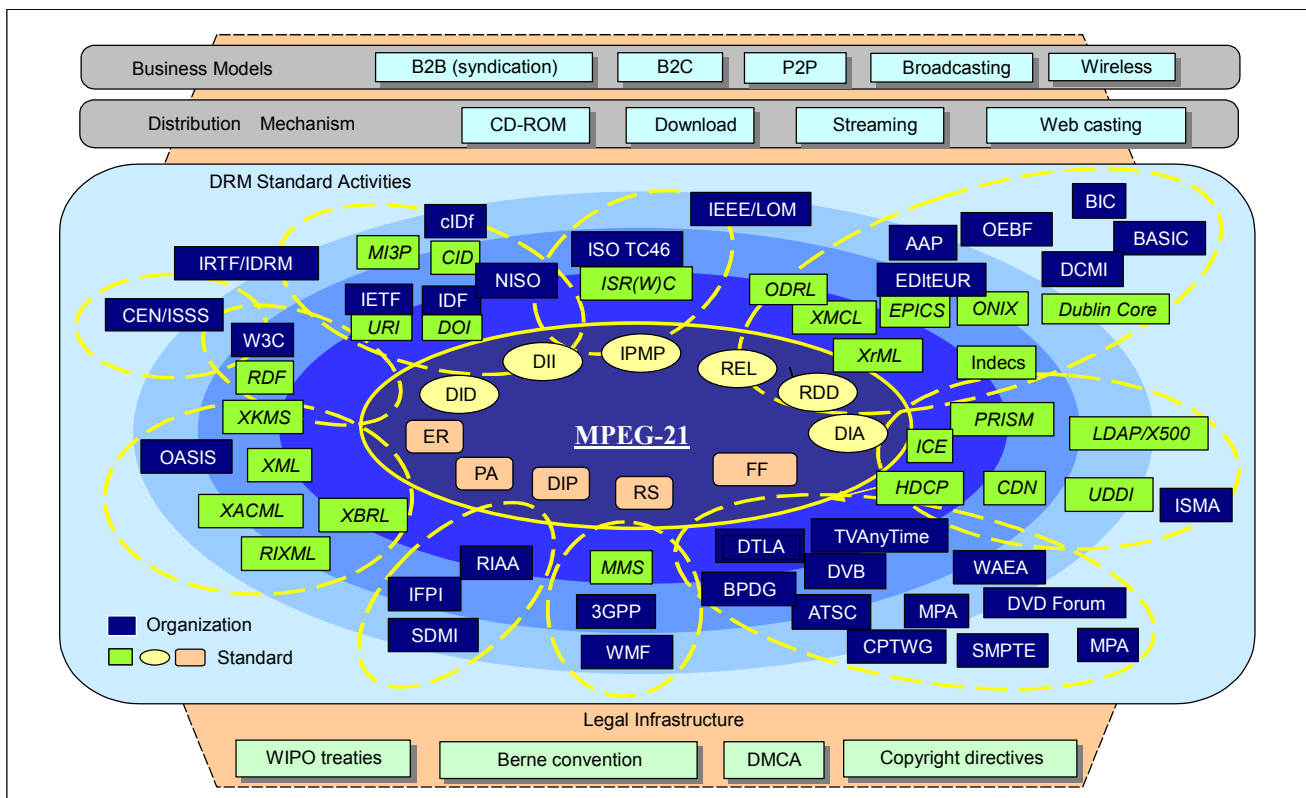 Business Models
B2B (syndication)
B2C
P2P
Broadcasting
Wireless
Distribution Mechanism
CD-ROM
Download
Streaming
Web casting
DRM Standard Activities
cIDf
IEEE/LOM
BIC
OEBF
BASIC
AAP
MI3P
CID
ISO TC46
IRTF/IDRM
NISO
ISR(W)C
DCMI
EDItEUR
ODRL
CEN/ISSS
IETF
IDF
URI
DOI
XMCL
EPICS
ONIX
Dublin Core
W3C
RDF
DII
IPMP
REL
XrML
Indecs
DID
RDD
XKMS
ER
MPEG-21
DIA
PRISM
ICE
LDAP/X500
OASIS
XML
PA
DIP
RS
FF
HDCP
CDN
UDDI
ISMA
XACML
XBRL
RIXML
RIAA
MMS
DTLA
TVAnyTime
DVB
WAEA
IFPI
BPDG
3GPP
ATSC
MPA
DVD Forum
SDMI
WMF
CPTWG
SMPTE
MPA
Organization
Standard
Legal Infrastructure
WIPO treaties
Berne convention
DMCA
Copyright directives